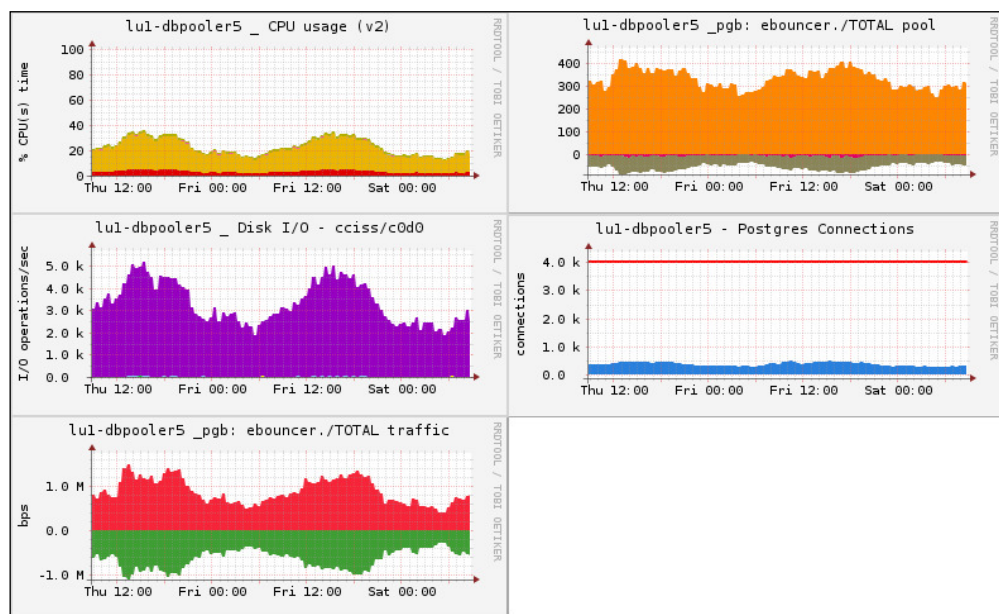 lu1-dbpooler5 _ CPU usage (v2)
% CPU(s) time
100
80
60
40
20
0
Thu 12:00 Fri 00:00 Fri 12:00 Sat 00:00
RRDTOOL / TOBI OETIKER
lu1-dbpooler5 _pgb: ebouncer./TOTAL pool
400
300
200
100
0
Thu 12:00 Fri 00:00 Fri 12:00 Sat 00:00
RRDTOOL / TOBI OETIKER
lu1-dbpooler5 _ Disk I/O - cciss/c0d0
I/O operations/sec
5.0 k
4.0 k
3.0 k
2.0 k
1.0 k
0.0
Thu 12:00 Fri 00:00 Fri 12:00 Sat 00:00
RRDTOOL / TOBI OETIKER
lu1-dbpooler5 - Postgres Connections
connections
4.0 k
3.0 k
2.0 k
1.0 k
0.0
Thu 12:00 Fri 00:00 Fri 12:00 Sat 00:00
RRDTOOL / TOBI OETIKER
lu1-dbpooler5 _pgb: ebouncer./TOTAL traffic
bps
1.0 M
0.0
-1.0 M
Thu 12:00 Fri 00:00 Fri 12:00 Sat 00:00
RRDTOOL / TOBI OETIKER